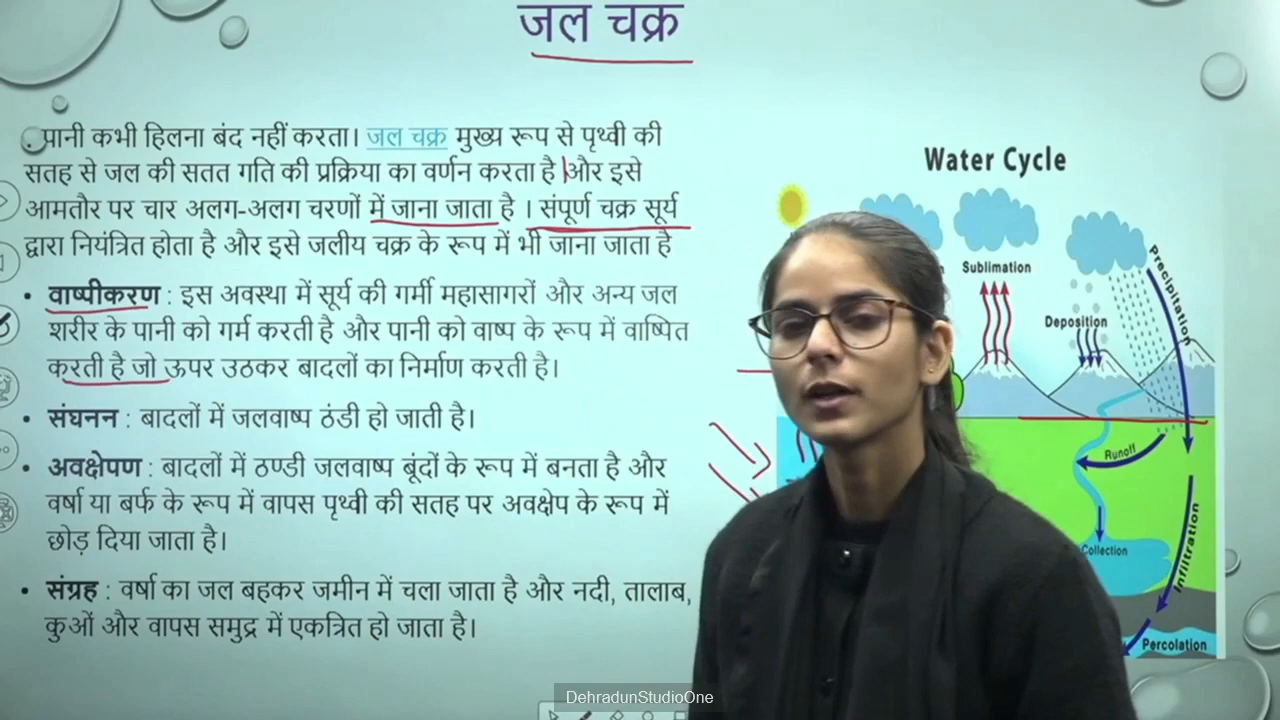 जल चक्र
. पानी कभी हिलना बंद नहीं करता। जल चक्र मुख्य रूप से पृथ्वी की
सतह से जल की सतत गति की प्रक्रिया का वर्णन करता है और इसे
आमतौर पर चार अलग-अलग चरणों में जाना जाता है । संपूर्ण चक्र सूर्य
द्वारा नियंत्रित होता है और इसे जलीय चक्र के रूप में भी जाना जाता है
• वाष्पीकरण : इस अवस्था में सूर्य की गर्मी महासागरों और अन्य जल
शरीर के पानी को गर्म करती है और पानी को वाष्प के रूप में वाष्पित
करती है जो ऊपर उठकर बादलों का निर्माण करती है।
• संघनन : बादलों में जलवाष्प ठंडी हो जाती है।
• अवक्षेपण : बादलों में ठण्डी जलवाष्प बूंदों के रूप में बनता है और
वर्षा या बर्फ के रूप में वापस पृथ्वी की सतह पर अवक्षेप के रूप में
छोड़ दिया जाता है।
• संग्रह : वर्षा का जल बहकर जमीन में चला जाता है और नदी, तालाब,
कुओं और वापस समुद्र में एकत्रित हो जाता है।
Water Cycle
Sublimation
Deposition
Precipitation
Runoff
Collection
Infiltration
Percolation
DehradunStudioOne